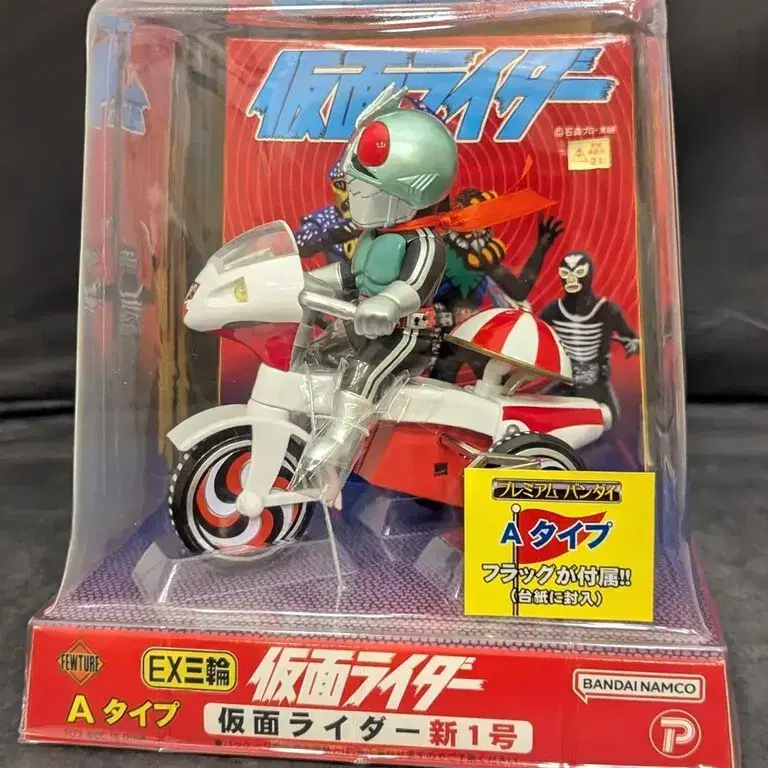 仮面ライダー
©石森プロ・東映
プレミアム バンダイ
Aタイプ
フラッグが付属!!
(台紙に封入)
FEWTURE
EX三輪
仮面ライダー
BANDAI NAMCO
Aタイプ
仮面ライダー新1号
P